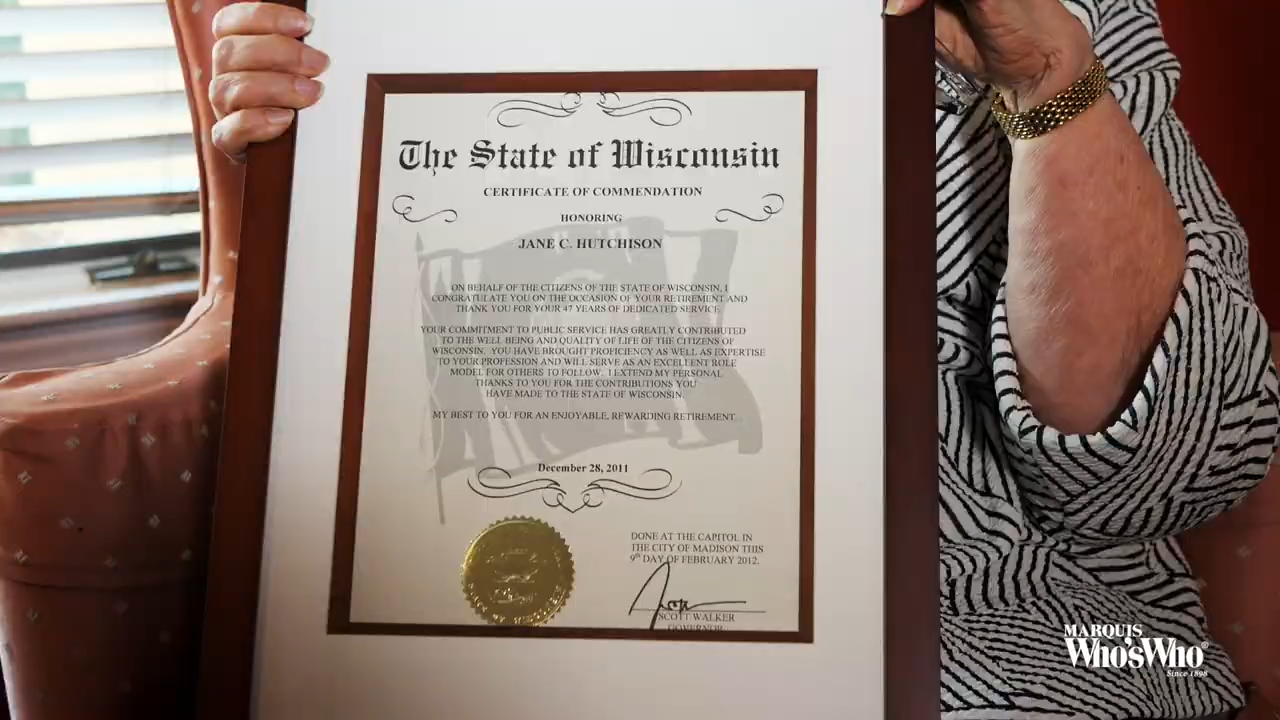 The State of Wisconsin
CERTIFICATE OF COMMENDATION
HONORING
JANE C. HUTCHISON
ON BEHALF OF THE CITIZENS OF THE STATE OF WISCONSIN, I
CONGRATULATE YOU ON THE OCCASION OF YOUR RETIREMENT AND
THANK YOU FOR YOUR 47 YEARS OF DEDICATED SERVICE.
YOUR COMMITMENT TO PUBLIC SERVICE HAS GREATLY CONTRIBUTED
TO THE WELL BEING AND QUALITY OF LIFE OF THE CITIZENS OF
WISCONSIN. YOU HAVE BROUGHT PROFICIENCY AS WELL AS EXPERTISE
TO YOUR PROFESSION AND WILL SERVE AS AN EXCELLENT ROLE
MODEL FOR OTHERS TO FOLLOW. I EXTEND MY PERSONAL
THANKS TO YOU FOR THE CONTRIBUTIONS YOU
HAVE MADE TO THE STATE OF WISCONSIN.
MY BEST TO YOU FOR AN ENJOYABLE, REWARDING RETIREMENT.
December 28, 2011
DONE AT THE CAPITOL IN
THE CITY OF MADISON THIS
9th DAY OF FEBRUARY 2012.
SCOTT WALKER
GOVERNOR
MARQUIS
Who'sWho®
Since 1898